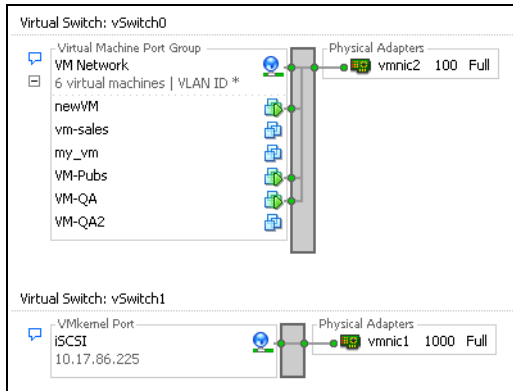 Virtual Switch: vSwitch0
Virtual Machine Port Group
Physical Adapters
VM Network
vmnic2 100 Full
6 virtual machines | VLAN ID *
newVM
vm-sales
my_vm
VM-Pubs
VM-QA
VM-QA2
Virtual Switch: vSwitch1
VMkernel Port
Physical Adapters
iSCSI
vmnic1 1000 Full
10.17.86.225